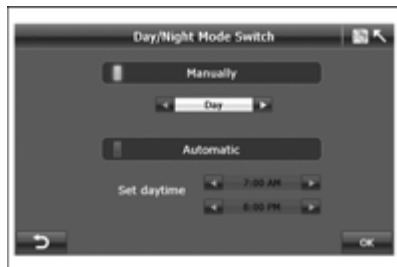 Day/Night Mode Switch
Manually
Day
Automatic
Set daytime
7:00 AM
8:00 PM
OK